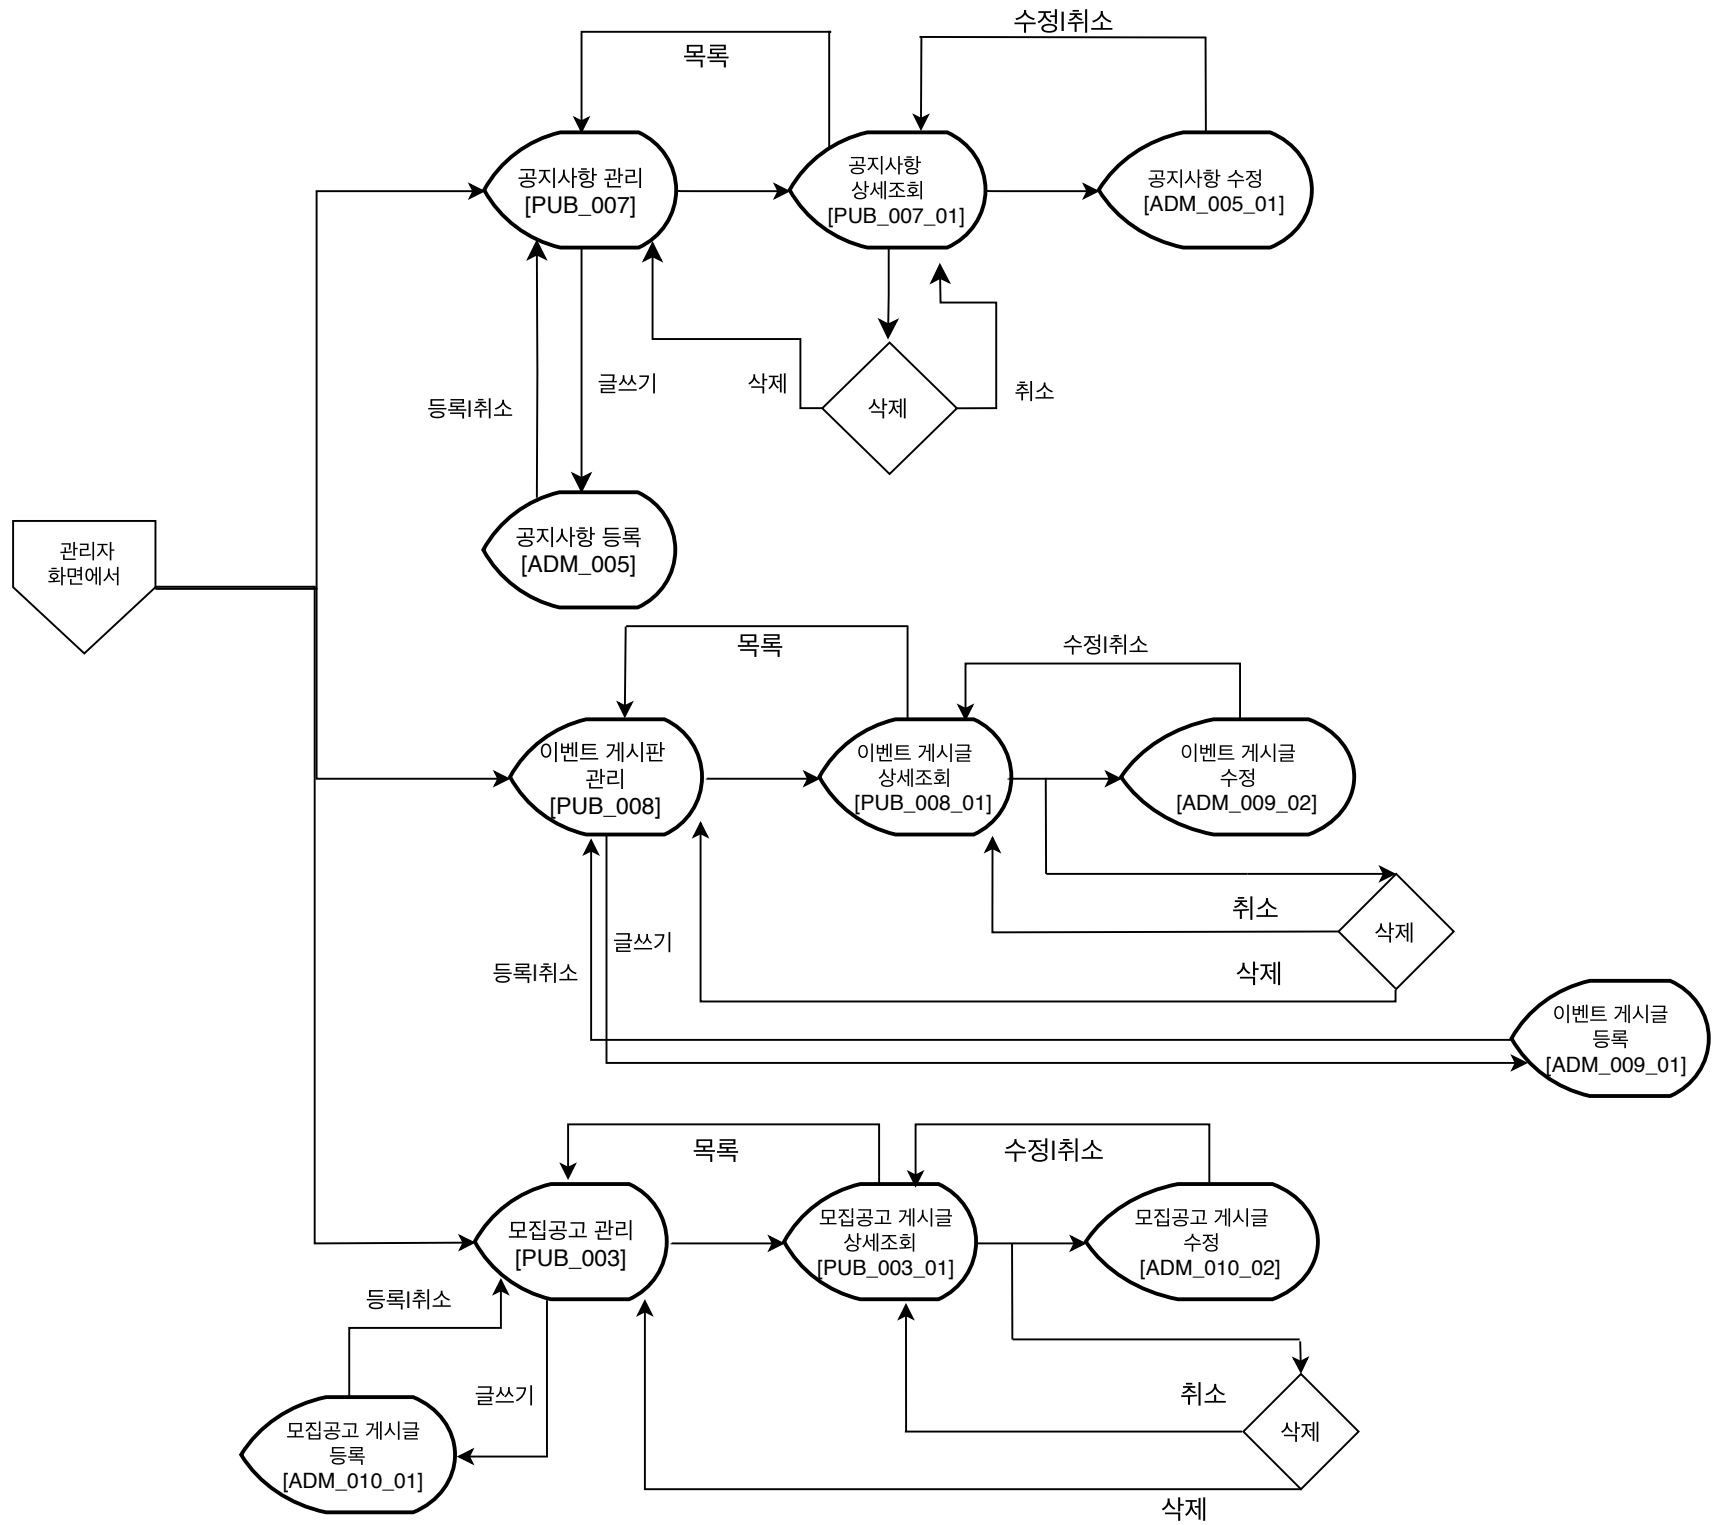 수정|취소
목록
공지사항 관리
[PUB_007]
공지사항
상세조회
[PUB_007_01]
공지사항 수정
[ADM_005_01]
등록|취소
글쓰기
삭제
삭제
취소
공지사항 등록
[ADM_005]
관리자
화면에서
목록
수정|취소
이벤트 게시판
관리
[PUB_008]
이벤트 게시글
상세조회
[PUB_008_01]
이벤트 게시글
수정
[ADM_009_02]
취소
삭제
글쓰기
등록|취소
삭제
이벤트 게시글
등록
[ADM_009_01]
목록
수정|취소
모집공고 관리
[PUB_003]
모집공고 게시글
상세조회
[PUB_003_01]
모집공고 게시글
수정
[ADM_010_02]
등록|취소
글쓰기
취소
삭제
모집공고 게시글
등록
[ADM_010_01]
삭제